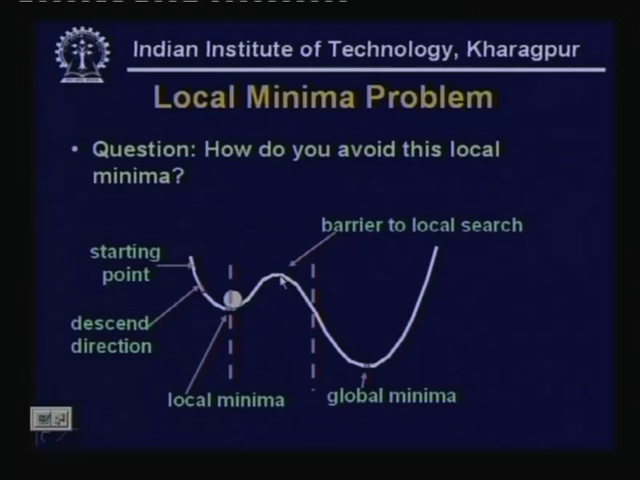 Indian Institute of Technology, Kharagpur
Local Minima Problem
• Question: How do you avoid this local
minima?
barrier to local search
starting
point
descend
direction
local minima
global minima